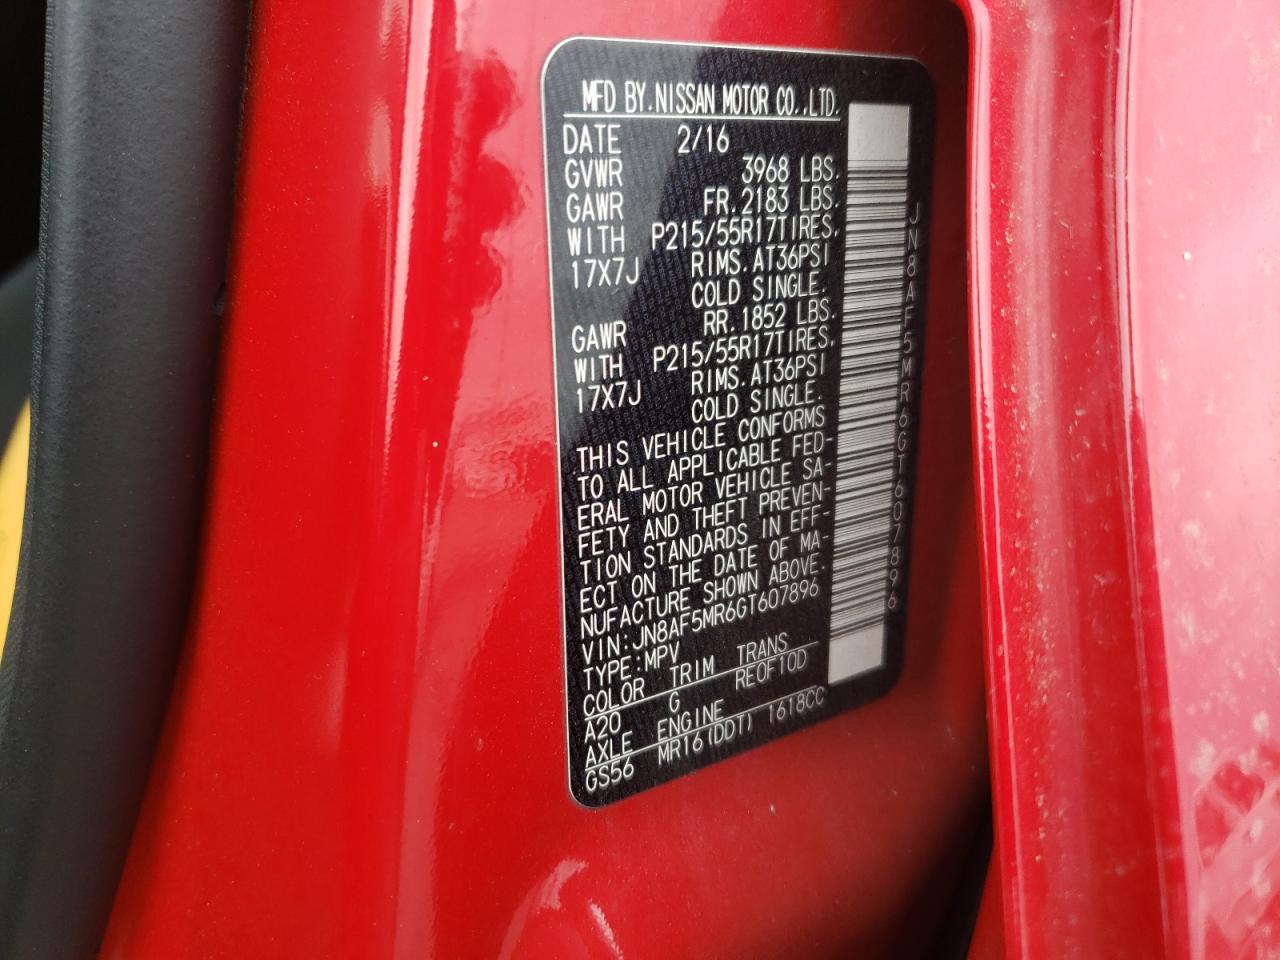 MFD BY.NISSAN MOTOR CO.,LTD.
DATE 2/16
GVWR 3968 LBS.
GAWR FR.2183 LBS.
WITH P215/55R17TIRES.
17X7J RIMS.AT36PSI
COLD SINGLE.
GAWR RR.1852 LBS.
WITH P215/55R17TIRES.
17X7J RIMS.AT36PSI
COLD SINGLE.
THIS VEHICLE CONFORMS
TO ALL APPLICABLE FED-
ERAL MOTOR VEHICLE SA-
FETY AND THEFT PREVEN-
TION STANDARDS IN EFF-
ECT ON THE DATE OF MA-
NUFACTURE SHOWN ABOVE.
VIN:JN8AF5MR6GT607896
TYPE:MPV
COLOR TRIM TRANS
A20 G RE0F10D
AXLE ENGINE
GS56 MR16(DDT) 1618CC
JN8AF5MR6GT607896